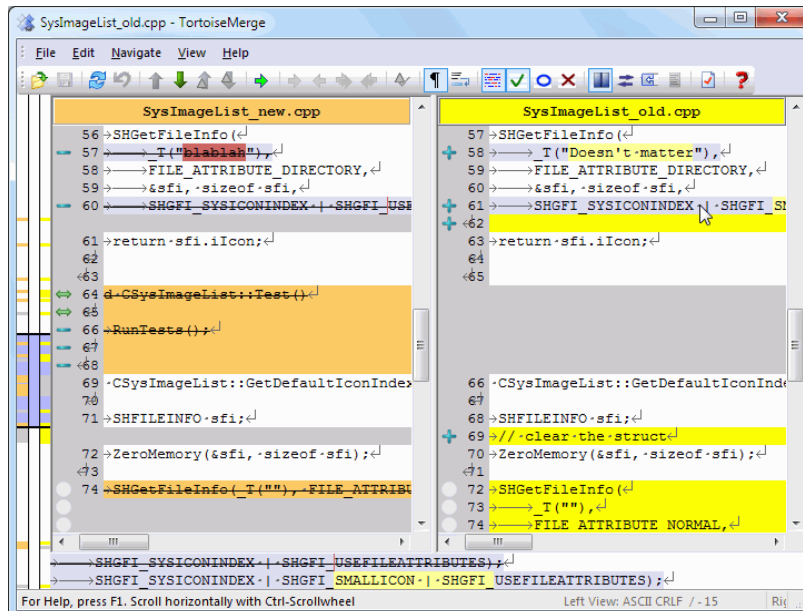 SysImageList_old.cpp - TortoiseMerge
File Edit Navigate View Help
SysImageList_new.cpp
56 →SHGetFileInfo(↵
57 →——→_T("blablah"),↵
58 →——→FILE_ATTRIBUTE_DIRECTORY,↵
59 →——→&sfi,·sizeof·sfi,↵
60 →——→SHGFI_SYSICONINDEX·|·SHGFI_USE
61 →return·sfi.iIcon;↵
62
63
64 d·CSysImageList::Test()↵
65
66 →RunTests();↵
67
68
69 ·CSysImageList::GetDefaultIconIndex
70
71 →SHFILEINFO·sfi;↵
72 →ZeroMemory(&sfi,·sizeof·sfi);↵
73
74 →SHGetFileInfo(_T(""),·FILE_ATTRIBU
SysImageList_old.cpp
57 →SHGetFileInfo(↵
58 →——→_T("Doesn't·matter"),↵
59 →——→FILE_ATTRIBUTE_DIRECTORY,↵
60 →——→&sfi,·sizeof·sfi,↵
61 →——→SHGFI_SYSICONINDEX·|·SHGFI_SM
62
63 →return·sfi.iIcon;↵
64
65
66 ·CSysImageList::GetDefaultIconInde
67
68 →SHFILEINFO·sfi;↵
69 →//·clear·the·struct↵
70 →ZeroMemory(&sfi,·sizeof·sfi);↵
71
72 →SHGetFileInfo(↵
73 →——→_T(""),
74 →——→FILE_ATTRIBUTE_NORMAL,↵
→——→SHGFI_SYSICONINDEX·|·SHGFI_USEFILEATTRIBUTES);↵
→——→SHGFI_SYSICONINDEX·|·SHGFI_SMALLICON·|·SHGFI_USEFILEATTRIBUTES);↵
For Help, press F1. Scroll horizontally with Ctrl-Scrollwheel
Left View: ASCII CRLF / - 15